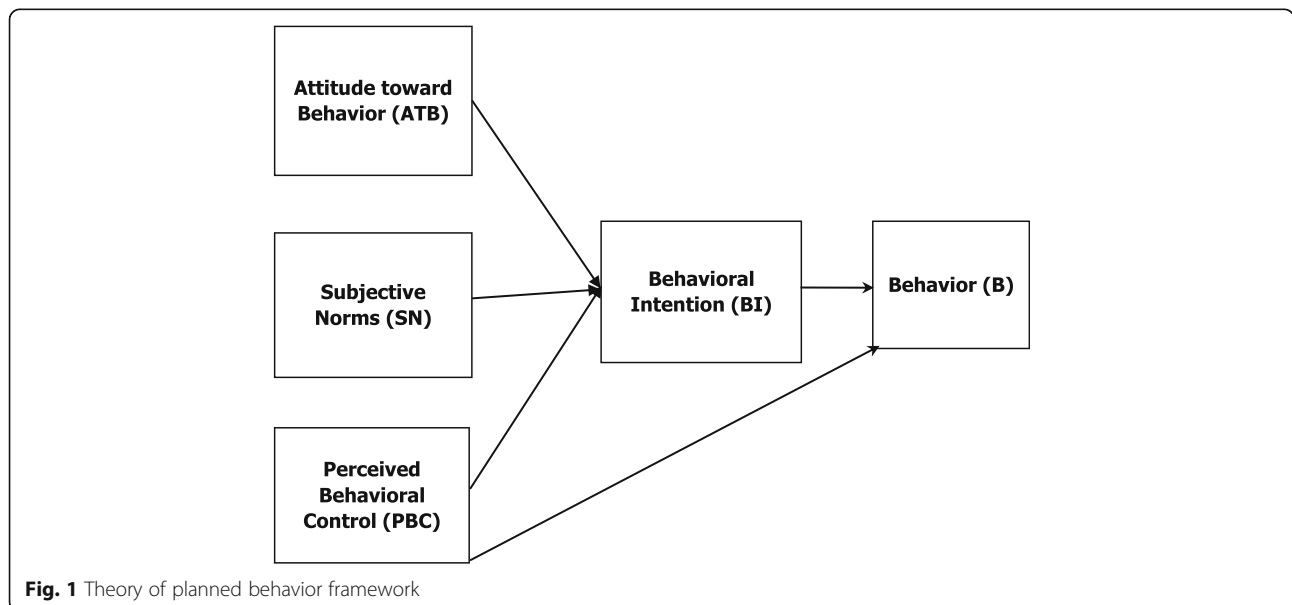 Attitude toward
Behavior (ATB)
Subjective
Norms (SN)
Perceived
Behavioral
Control (PBC)
Behavioral
Intention (BI)
Behavior (B)
Fig. 1 Theory of planned behavior framework